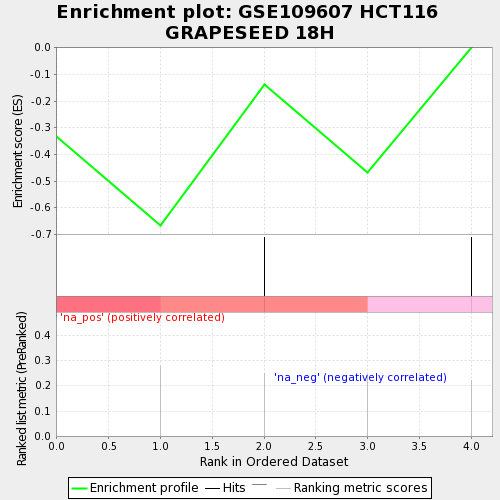 Enrichment plot: GSE109607 HCT116
GRAPESEED 18H
Enrichment score (ES)
0.0
-0.1
-0.2
-0.3
-0.4
-0.5
-0.6
-0.7
'na_pos' (positively correlated)
'na_neg' (negatively correlated)
Ranked list metric (PreRanked)
0.4
0.3
0.2
0.1
0.0
0.0 0.5 1.0 1.5 2.0 2.5 3.0 3.5 4.0
Rank in Ordered Dataset
Enrichment profile Hits Ranking metric scores